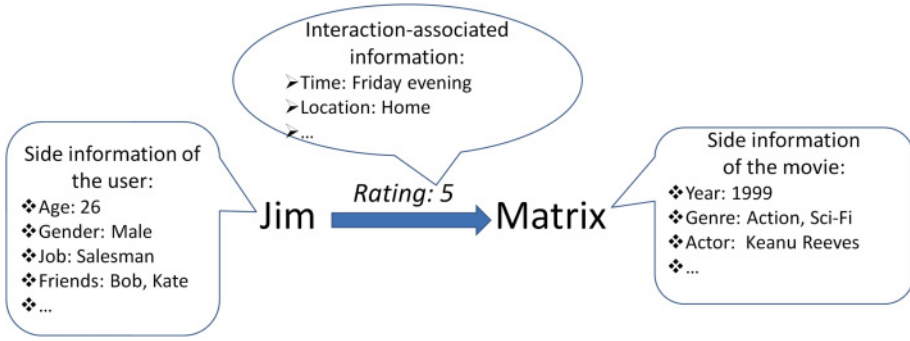 Interaction-associated
information:
➢Time: Friday evening
➢Location: Home
➢...
Side information of
the user:
❖Age: 26
❖Gender: Male
❖Job: Salesman
❖Friends: Bob, Kate
❖...
Jim
Rating: 5
Matrix
Side information
of the movie:
❖Year: 1999
❖Genre: Action, Sci-Fi
❖Actor: Keanu Reeves
❖...